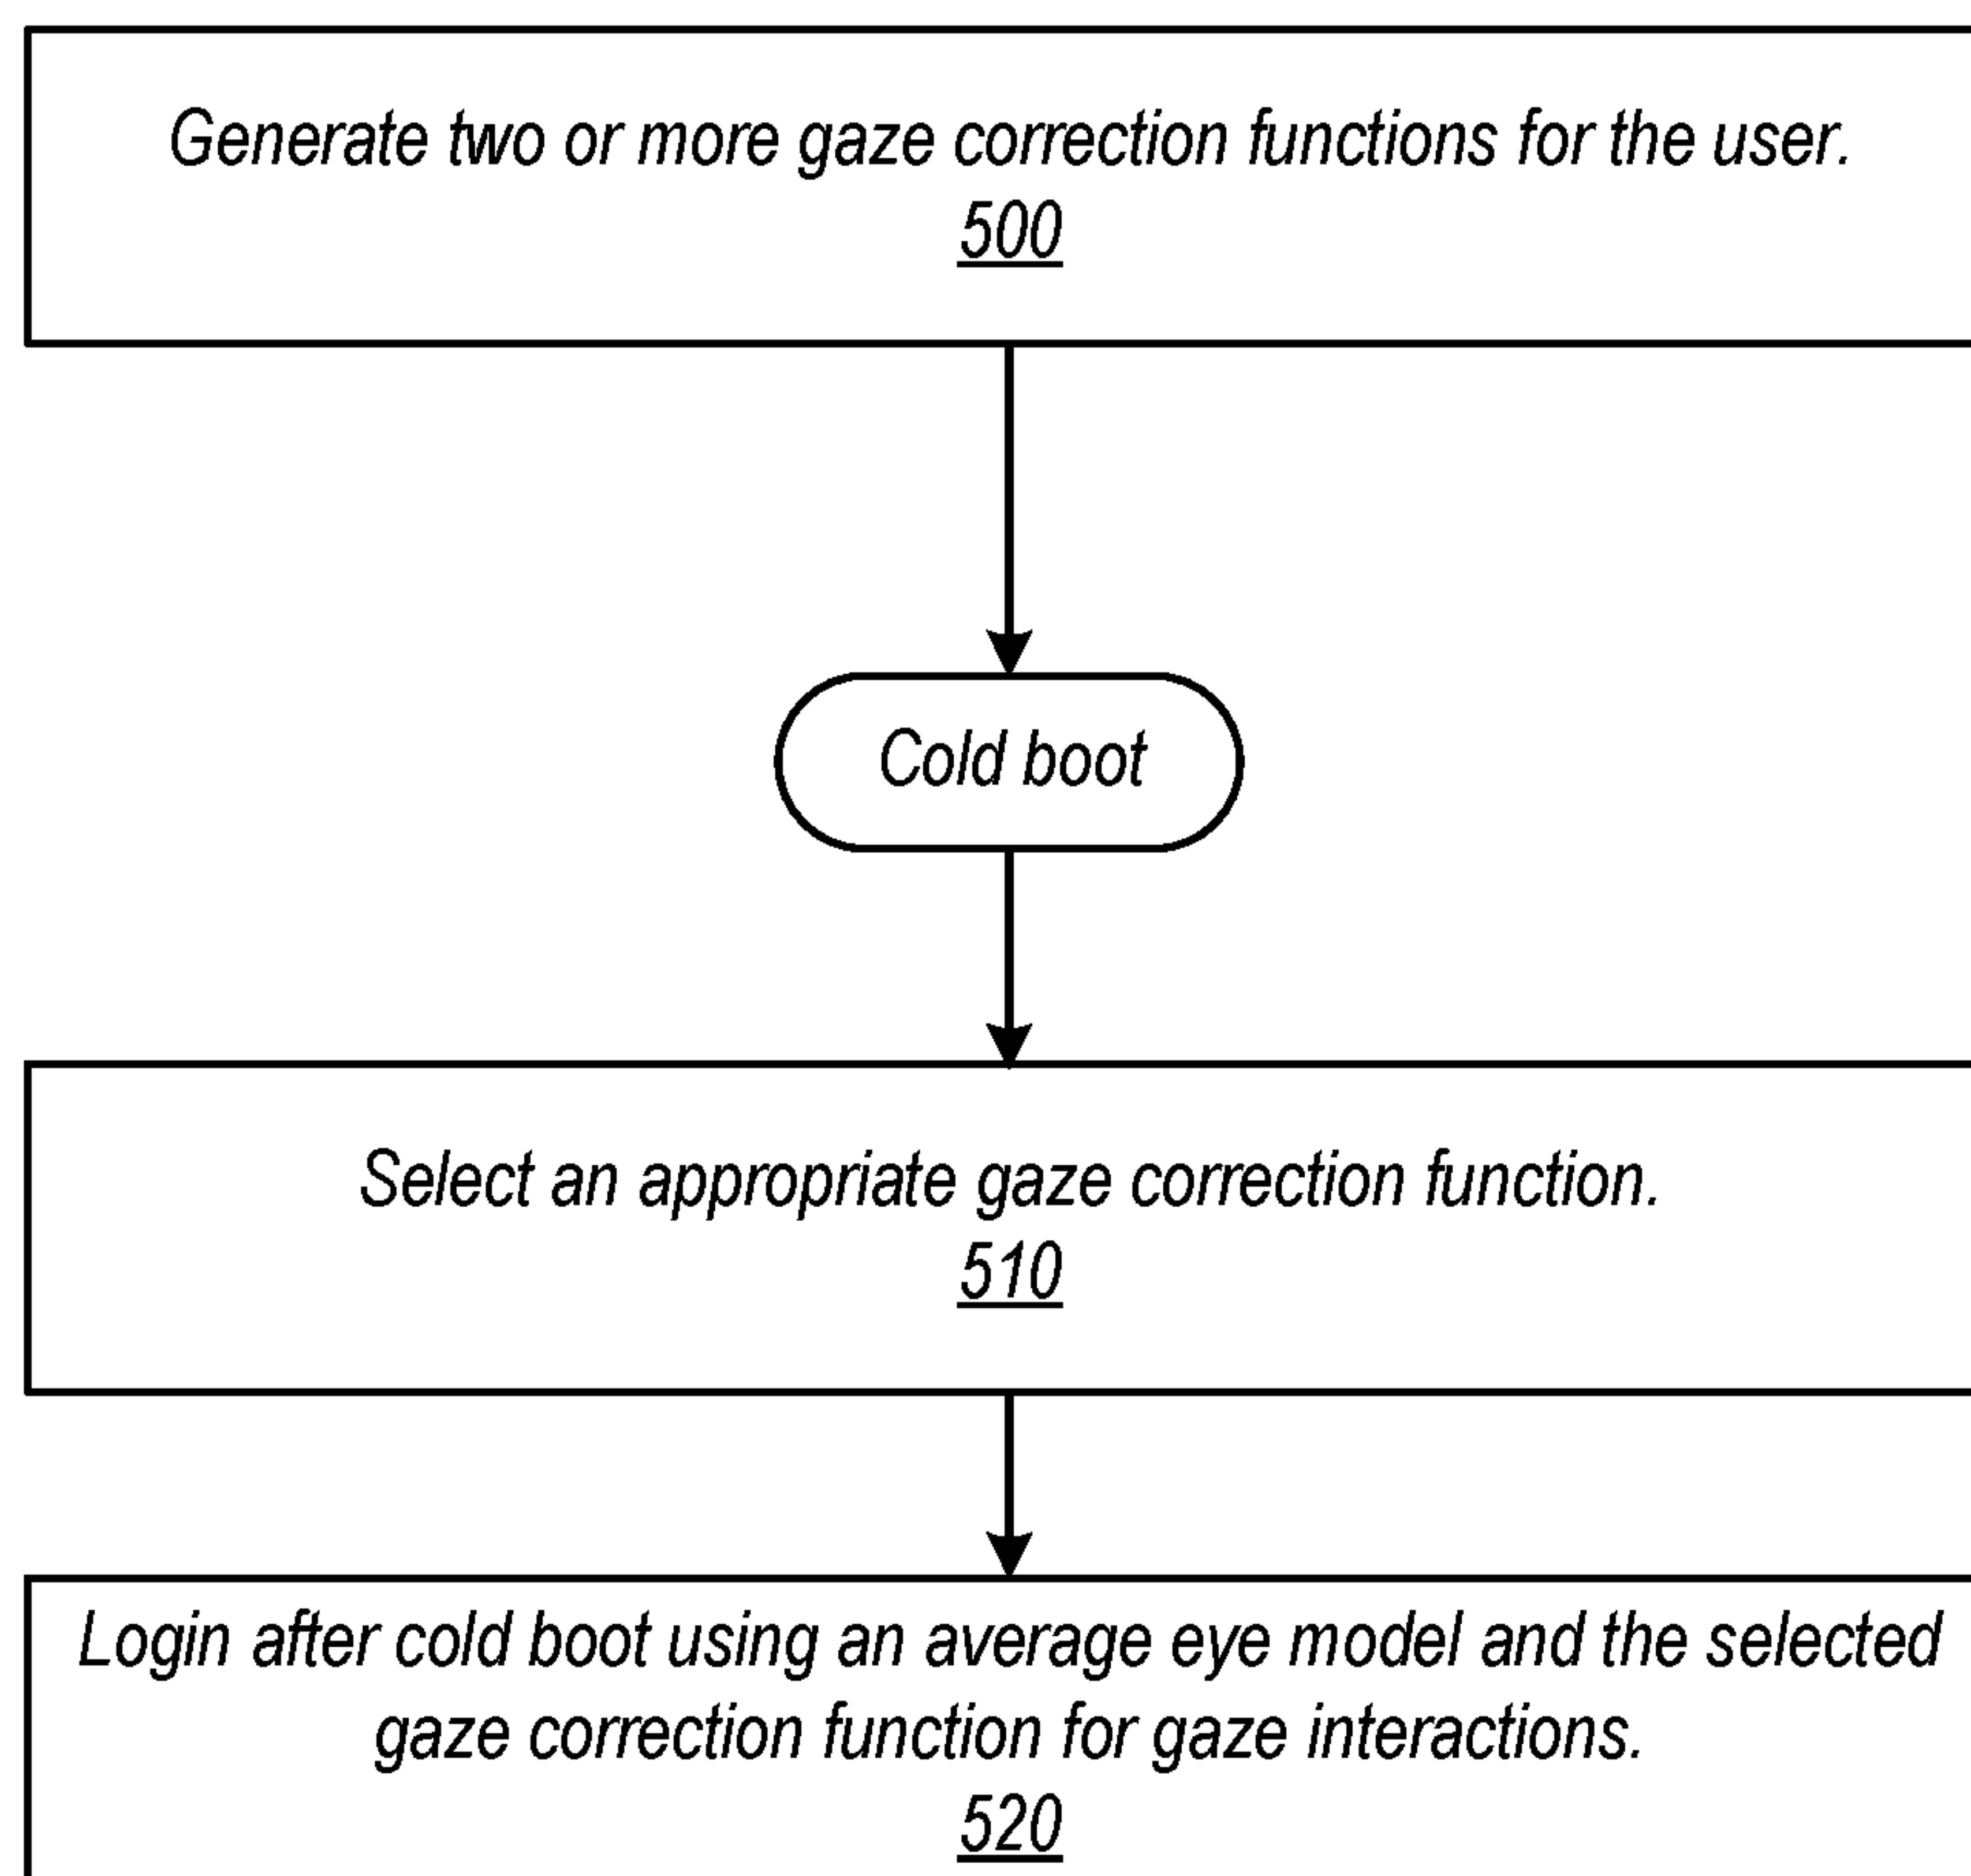 Generate two or more gaze correction functions for the user.
500
Cold boot
Select an appropriate gaze correction function.
510
Login after cold boot using an average eye model and the selected
gaze correction function for gaze interactions.
520